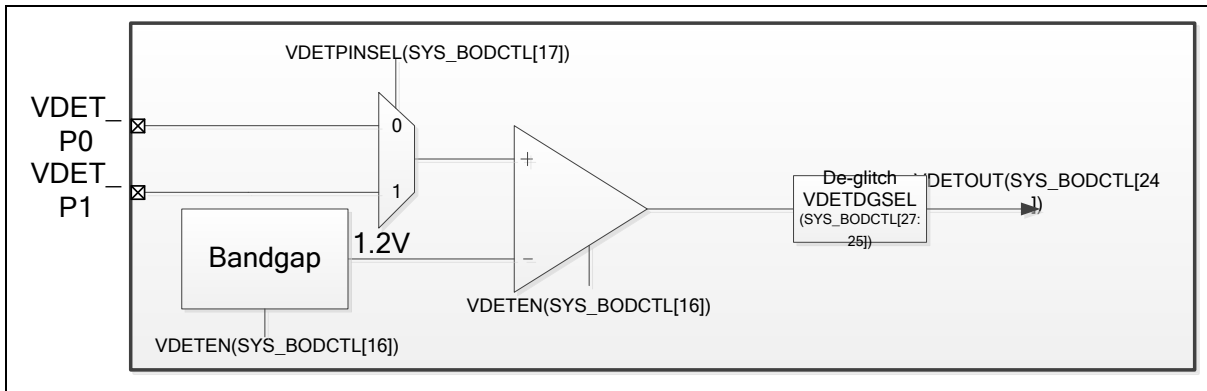 VDETPINSEL(SYS_BODCTL[17])
VDET_
P0
0
VDET_
P1
1
+
De-glitch
VDETDGSEL
(SYS_BODCTL[27:
25])
VDETOUT(SYS_BODCTL[24
])
Bandgap
1.2V
−
VDETEN(SYS_BODCTL[16])
VDETEN(SYS_BODCTL[16])